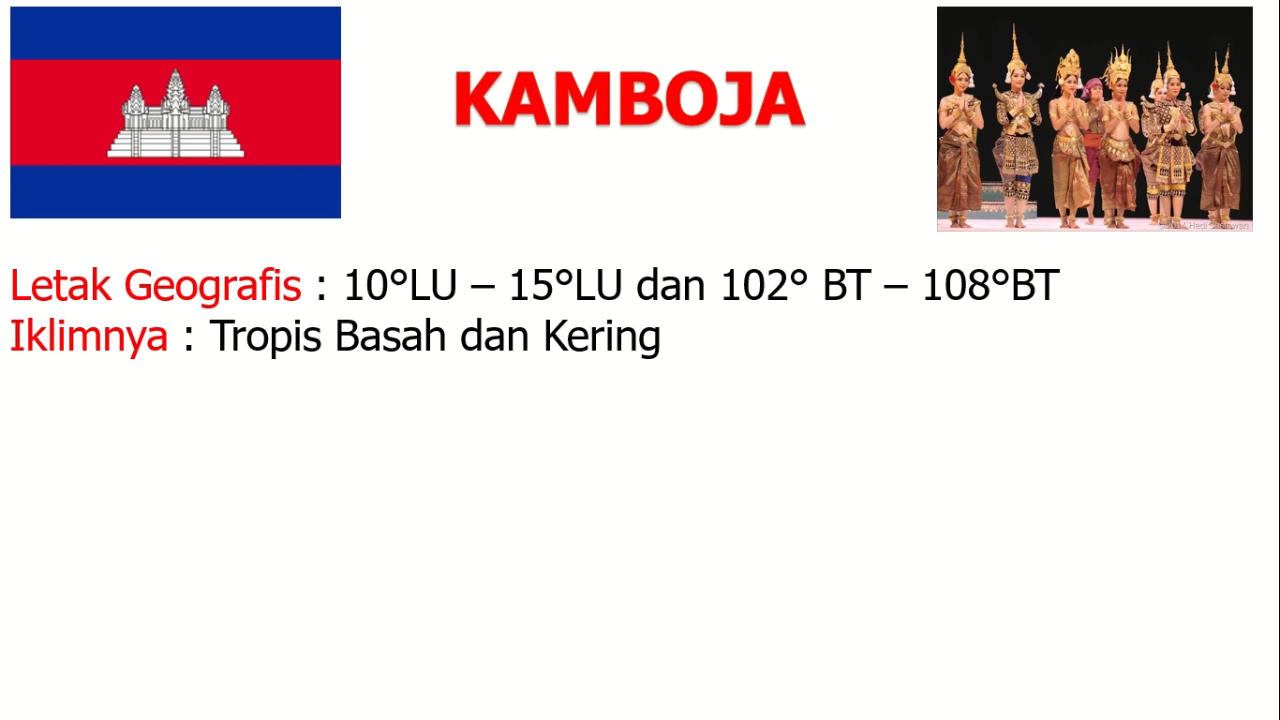 KAMBOJA
Letak Geografis : 10°LU – 15°LU dan 102° BT – 108°BT
Iklimnya : Tropis Basah dan Kering